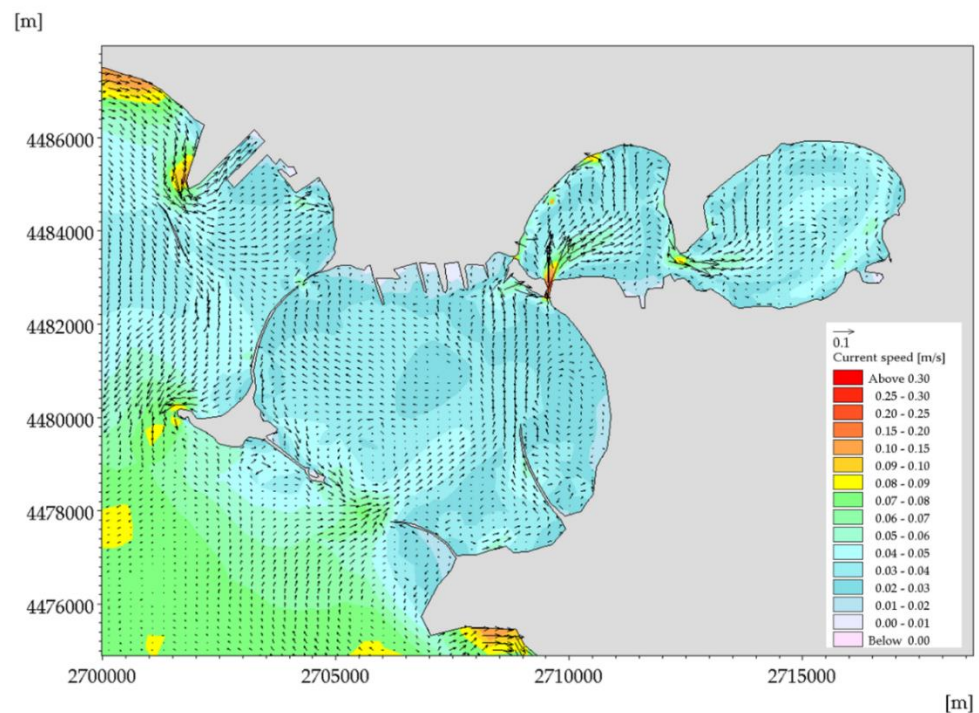 [m]
4486000
4484000
4482000
4480000
4478000
4476000
2700000 2705000 2710000 2715000
[m]
0.1
Current speed [m/s]
Above 0.30
0.25 - 0.30
0.20 - 0.25
0.15 - 0.20
0.10 - 0.15
0.09 - 0.10
0.08 - 0.09
0.07 - 0.08
0.06 - 0.07
0.05 - 0.06
0.04 - 0.05
0.03 - 0.04
0.02 - 0.03
0.01 - 0.02
0.00 - 0.01
Below 0.00